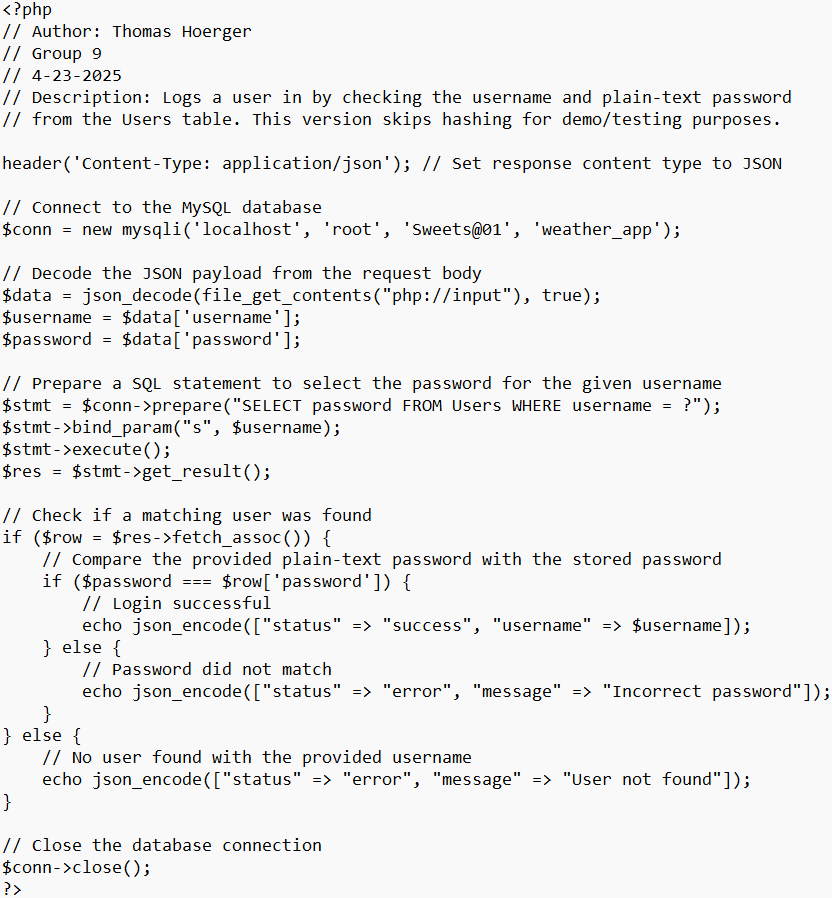 <?php
// Author: Thomas Hoerger
// Group 9
// 4-23-2025
// Description: Logs a user in by checking the username and plain-text password
// from the Users table. This version skips hashing for demo/testing purposes.

header('Content-Type: application/json'); // Set response content type to JSON

// Connect to the MySQL database
$conn = new mysqli('localhost', 'root', 'Sweets@01', 'weather_app');

// Decode the JSON payload from the request body
$data = json_decode(file_get_contents("php://input"), true);
$username = $data['username'];
$password = $data['password'];

// Prepare a SQL statement to select the password for the given username
$stmt = $conn->prepare("SELECT password FROM Users WHERE username = ?");
$stmt->bind_param("s", $username);
$stmt->execute();
$res = $stmt->get_result();

// Check if a matching user was found
if ($row = $res->fetch_assoc()) {
    // Compare the provided plain-text password with the stored password
    if ($password === $row['password']) {
        // Login successful
        echo json_encode(["status" => "success", "username" => $username]);
    } else {
        // Password did not match
        echo json_encode(["status" => "error", "message" => "Incorrect password"]);
    }
} else {
    // No user found with the provided username
    echo json_encode(["status" => "error", "message" => "User not found"]);
}

// Close the database connection
$conn->close();
?>